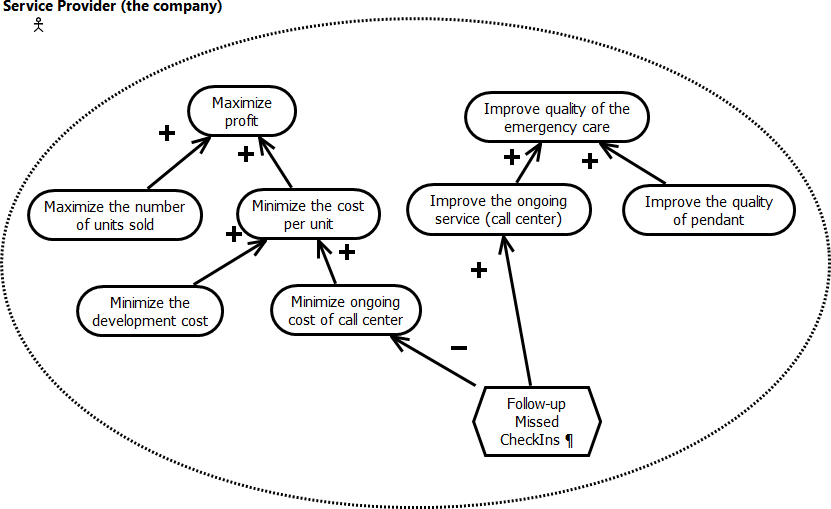 Service Provider (the company)
Maximize
profit
+
+
Improve quality of the
emergency care
+
+
Maximize the number
of units sold
Minimize the cost
per unit
+
+
Improve the ongoing
service (call center)
+
Improve the quality
of pendant
Minimize the
development cost
Minimize ongoing
cost of call center
–
Follow-up
Missed
CheckIns ¶